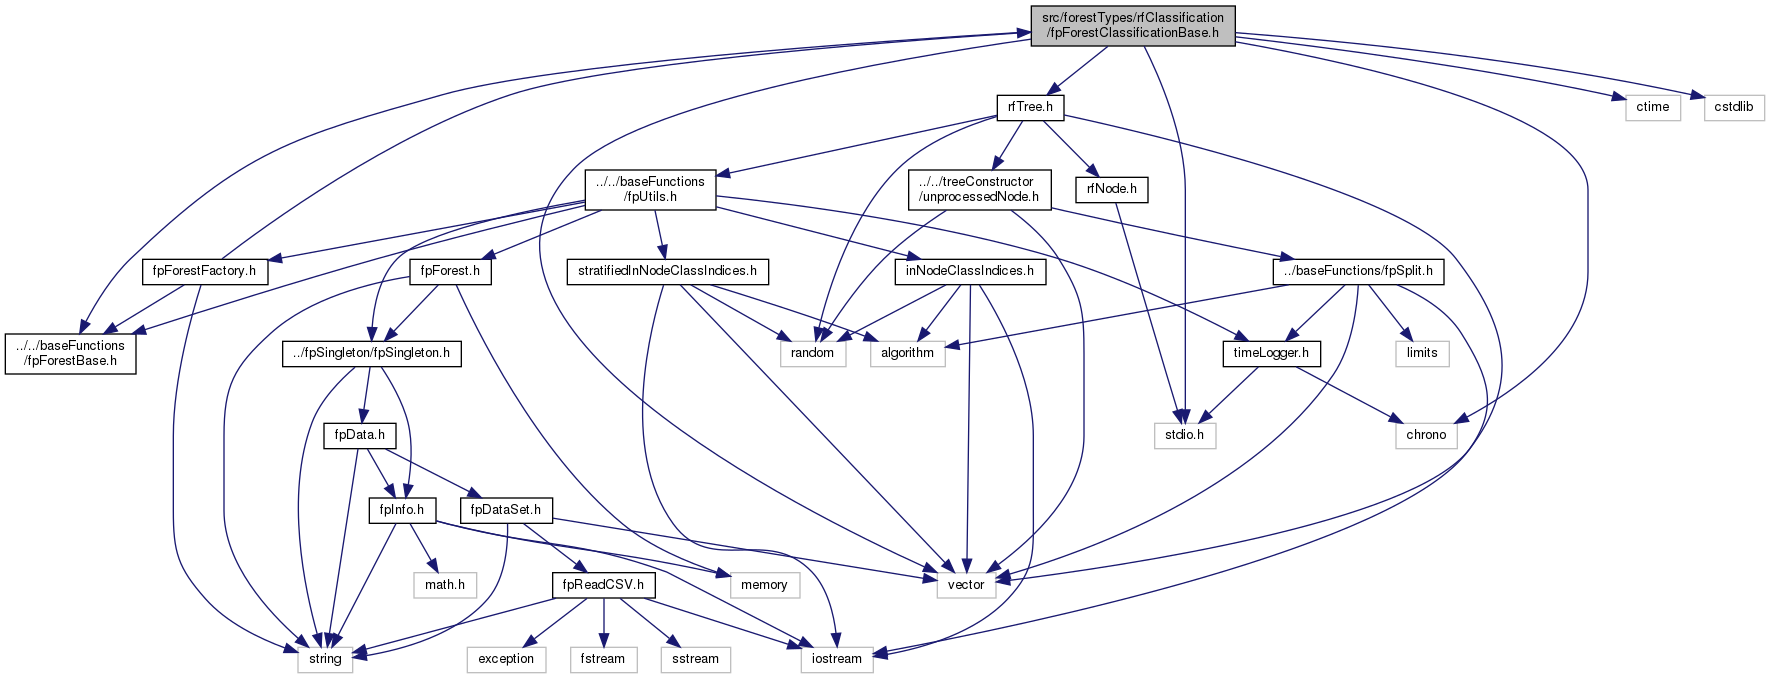 src/forestTypes/rfClassification
/fpForestClassificationBase.h
rfTree.h
ctime
cstdlib
../../baseFunctions
/fpUtils.h
../../treeConstructor
/unprocessedNode.h
rfNode.h
fpForestFactory.h
fpForest.h
stratifiedInNodeClassIndices.h
inNodeClassIndices.h
../baseFunctions/fpSplit.h
../../baseFunctions
/fpForestBase.h
../fpSingleton/fpSingleton.h
random
algorithm
timeLogger.h
limits
fpData.h
stdio.h
chrono
fpInfo.h
fpDataSet.h
math.h
fpReadCSV.h
memory
vector
string
exception
fstream
sstream
iostream